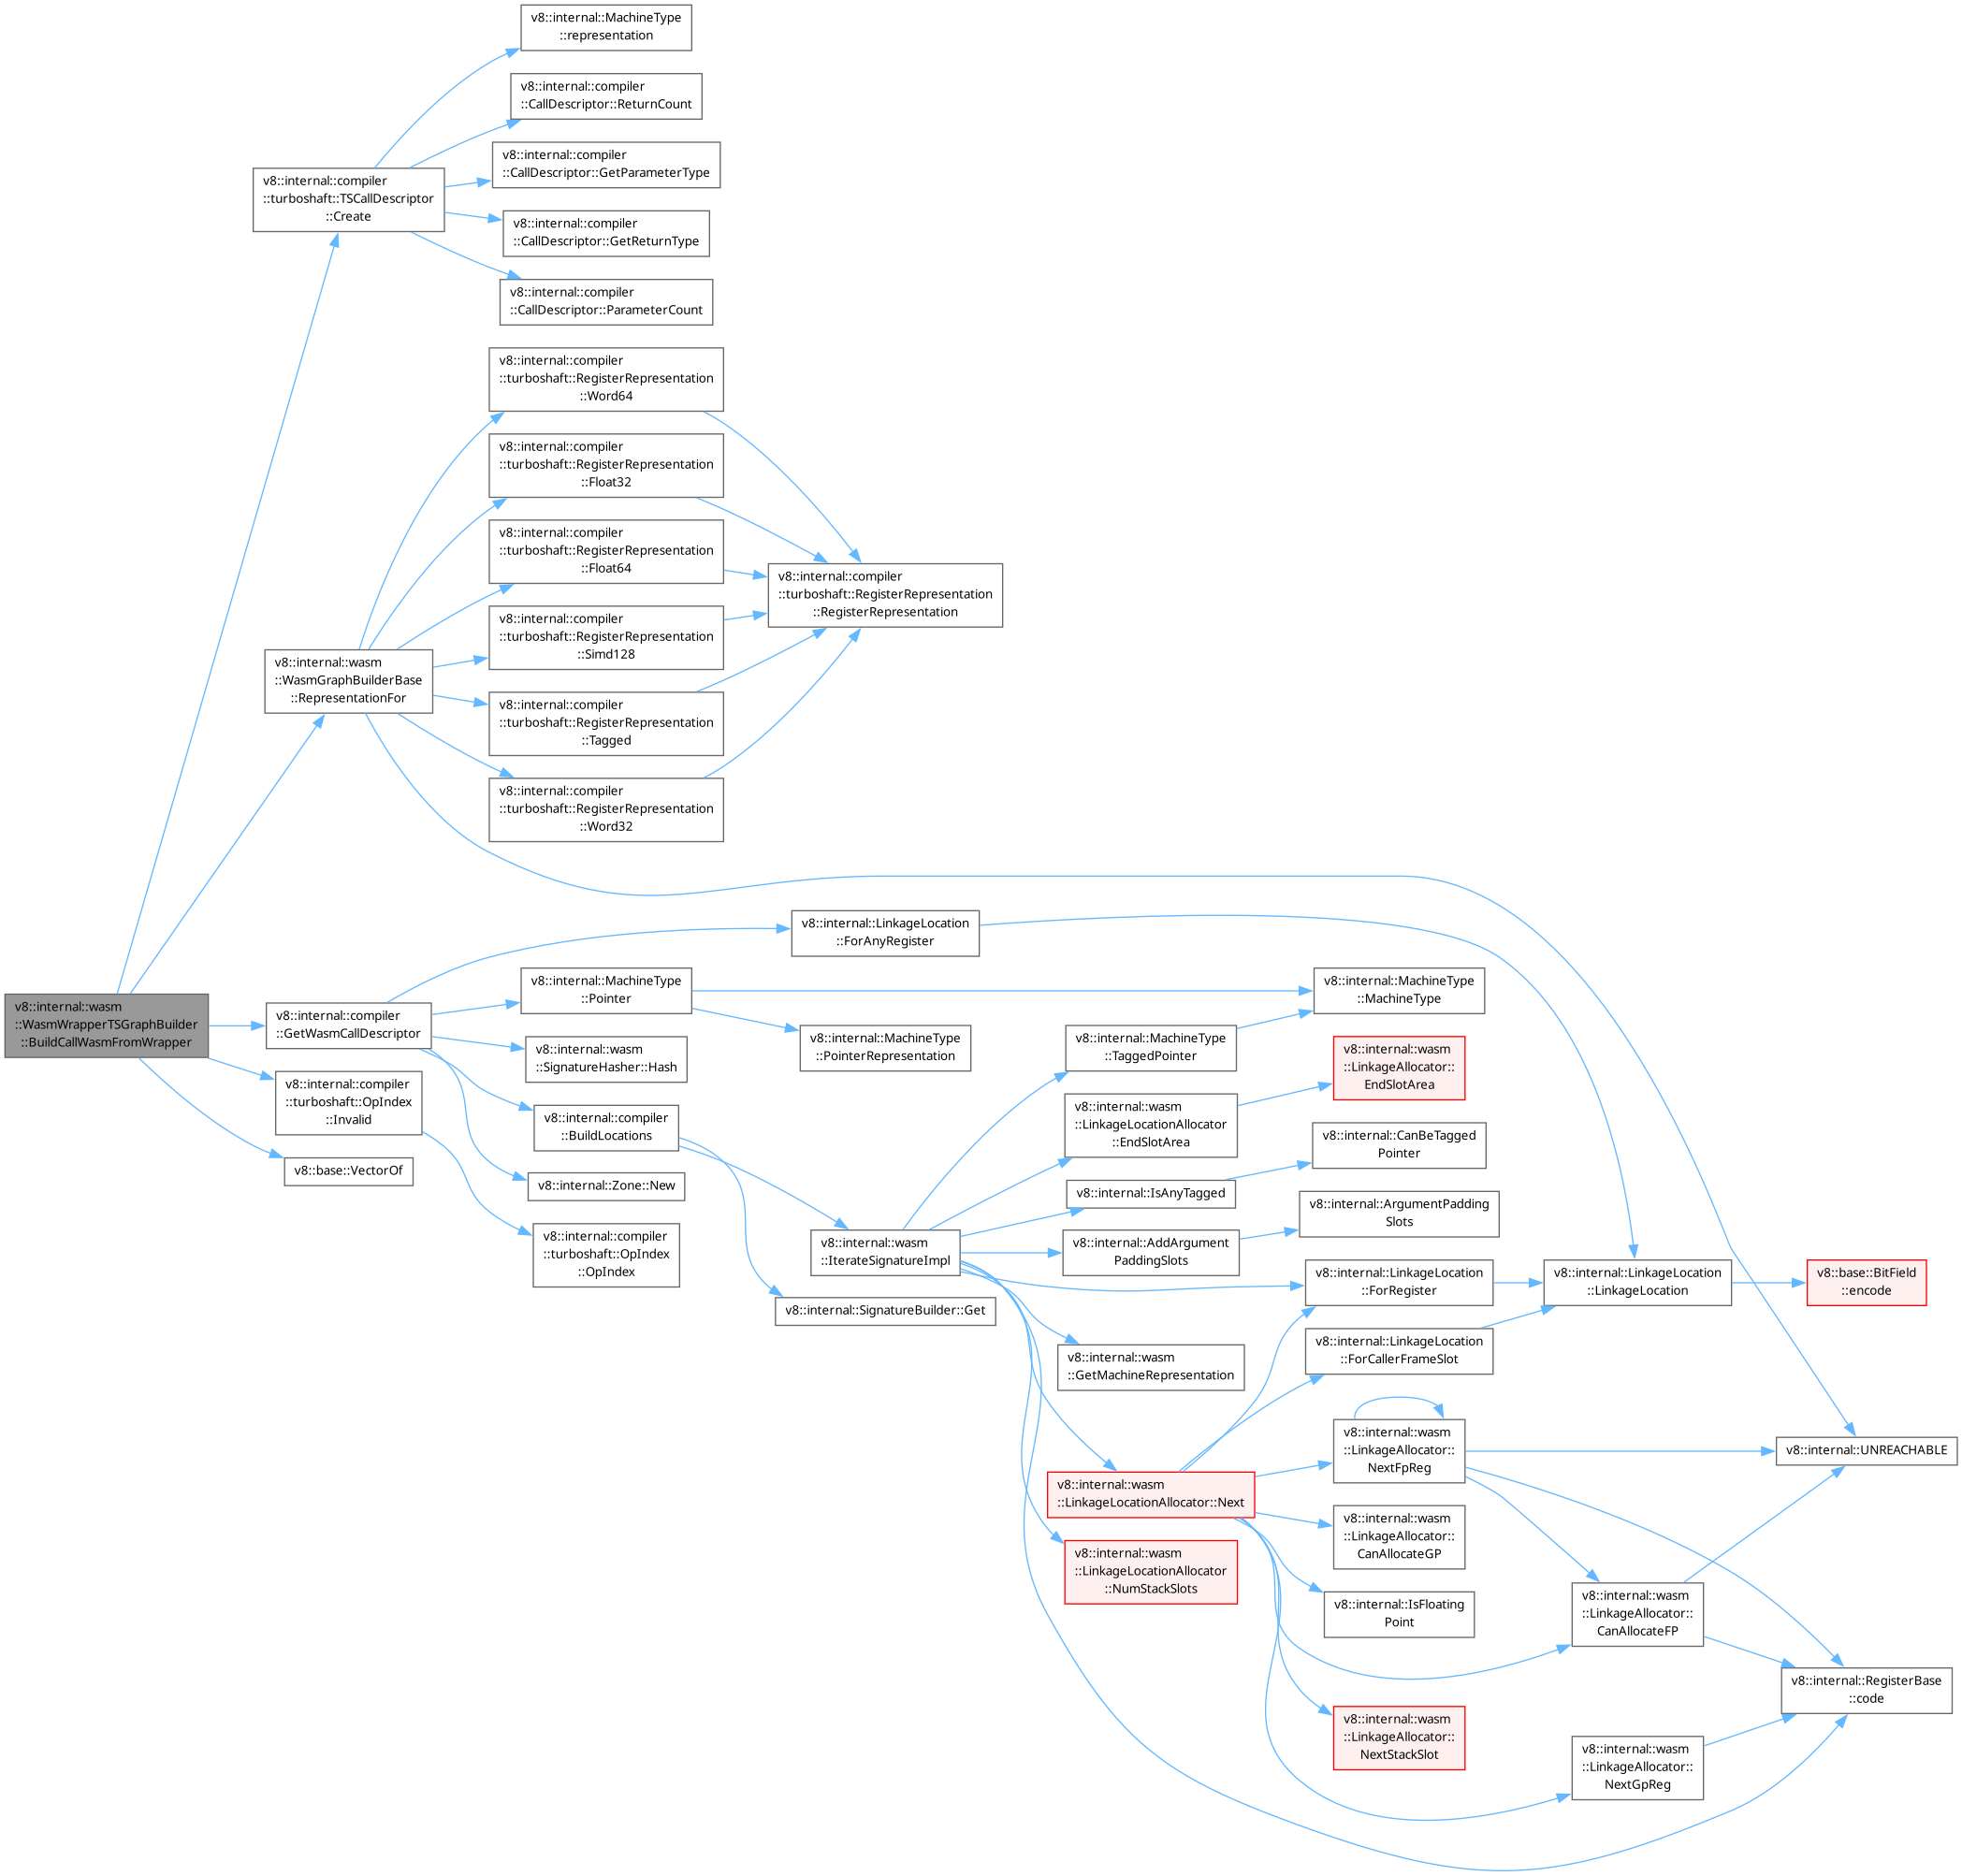 v8::internal::MachineType
::representation
v8::internal::compiler
::CallDescriptor::ReturnCount
v8::internal::compiler
::CallDescriptor::GetParameterType
v8::internal::compiler
::turboshaft::TSCallDescriptor
::Create
v8::internal::compiler
::CallDescriptor::GetReturnType
v8::internal::compiler
::CallDescriptor::ParameterCount
v8::internal::compiler
::turboshaft::RegisterRepresentation
::Word64
v8::internal::compiler
::turboshaft::RegisterRepresentation
::Float32
v8::internal::compiler
::turboshaft::RegisterRepresentation
::Float64
v8::internal::compiler
::turboshaft::RegisterRepresentation
::RegisterRepresentation
v8::internal::compiler
::turboshaft::RegisterRepresentation
::Simd128
v8::internal::wasm
::WasmGraphBuilderBase
::RepresentationFor
v8::internal::compiler
::turboshaft::RegisterRepresentation
::Tagged
v8::internal::compiler
::turboshaft::RegisterRepresentation
::Word32
v8::internal::LinkageLocation
::ForAnyRegister
v8::internal::wasm
::WasmWrapperTSGraphBuilder
::BuildCallWasmFromWrapper
v8::internal::compiler
::GetWasmCallDescriptor
v8::internal::MachineType
::Pointer
v8::internal::MachineType
::MachineType
v8::internal::wasm
::SignatureHasher::Hash
v8::internal::MachineType
::PointerRepresentation
v8::internal::MachineType
::TaggedPointer
v8::internal::wasm
::LinkageAllocator::
EndSlotArea
v8::internal::compiler
::turboshaft::OpIndex
::Invalid
v8::internal::compiler
::BuildLocations
v8::internal::wasm
::LinkageLocationAllocator
::EndSlotArea
v8::internal::CanBeTagged
Pointer
v8::base::VectorOf
v8::internal::Zone::New
v8::internal::IsAnyTagged
v8::internal::ArgumentPadding
Slots
v8::internal::compiler
::turboshaft::OpIndex
::OpIndex
v8::internal::wasm
::IterateSignatureImpl
v8::internal::AddArgument
PaddingSlots
v8::internal::LinkageLocation
::ForRegister
v8::internal::LinkageLocation
::LinkageLocation
v8::base::BitField
::encode
v8::internal::SignatureBuilder::Get
v8::internal::LinkageLocation
::ForCallerFrameSlot
v8::internal::wasm
::GetMachineRepresentation
v8::internal::wasm
::LinkageAllocator::
NextFpReg
v8::internal::UNREACHABLE
v8::internal::wasm
::LinkageLocationAllocator::Next
v8::internal::wasm
::LinkageAllocator::
CanAllocateGP
v8::internal::wasm
::LinkageLocationAllocator
::NumStackSlots
v8::internal::IsFloating
Point
v8::internal::wasm
::LinkageAllocator::
CanAllocateFP
v8::internal::RegisterBase
::code
v8::internal::wasm
::LinkageAllocator::
NextStackSlot
v8::internal::wasm
::LinkageAllocator::
NextGpReg